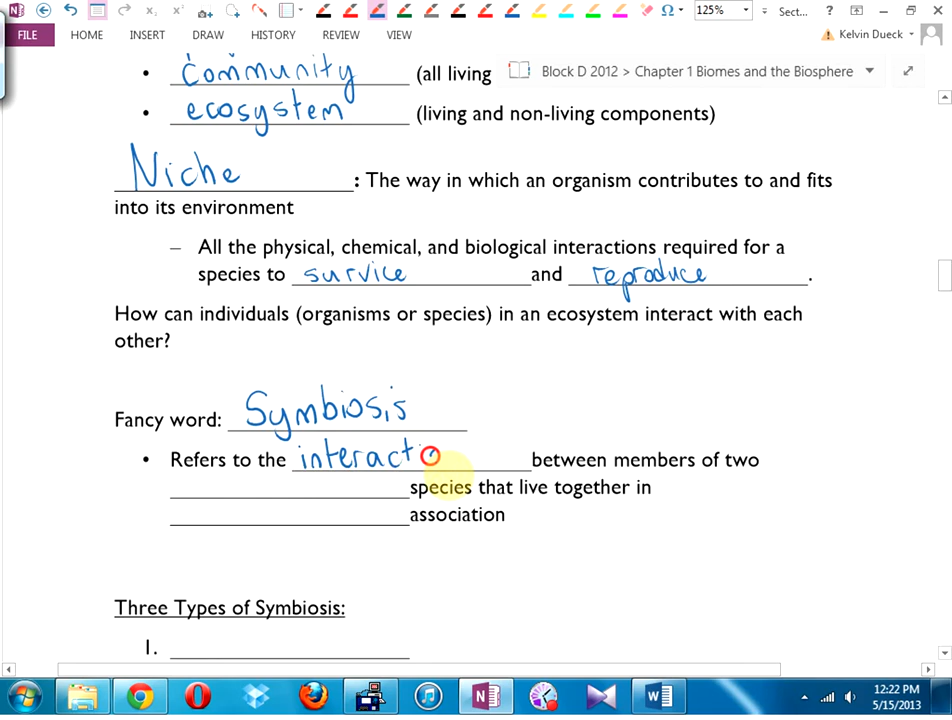 125%
Sect...
?
FILE HOME INSERT DRAW HISTORY REVIEW VIEW
Kelvin Dueck
Block D 2012 > Chapter 1 Biomes and the Biosphere
• community (all living
• ecosystem (living and non-living components)
Niche : The way in which an organism contributes to and fits
into its environment
– All the physical, chemical, and biological interactions required for a
species to survice and reproduce .
How can individuals (organisms or species) in an ecosystem interact with each
other?
Fancy word: Symbiosis
• Refers to the interacti between members of two
species that live together in
association
Three Types of Symbiosis:
1.
12:22 PM
5/15/2013